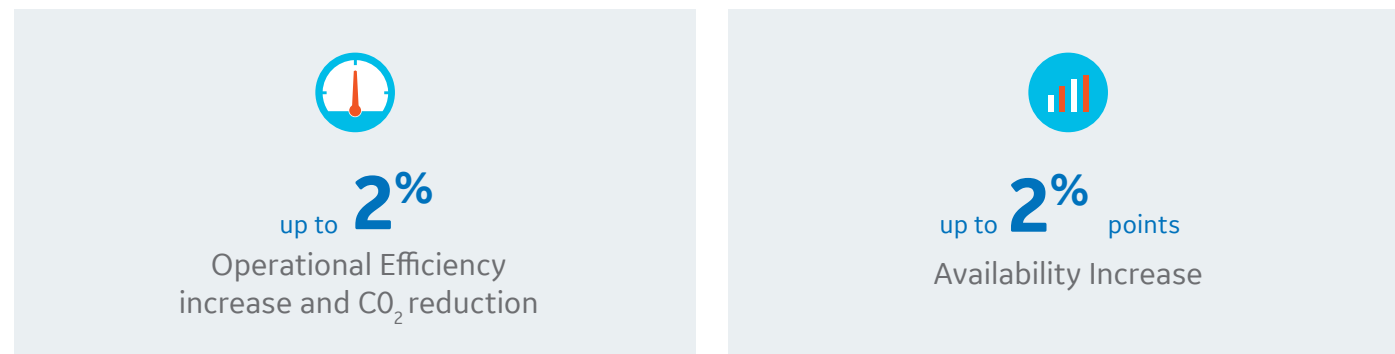 up to 2%
Operational Efficiency
increase and C0₂ reduction
up to 2% points
Availability Increase